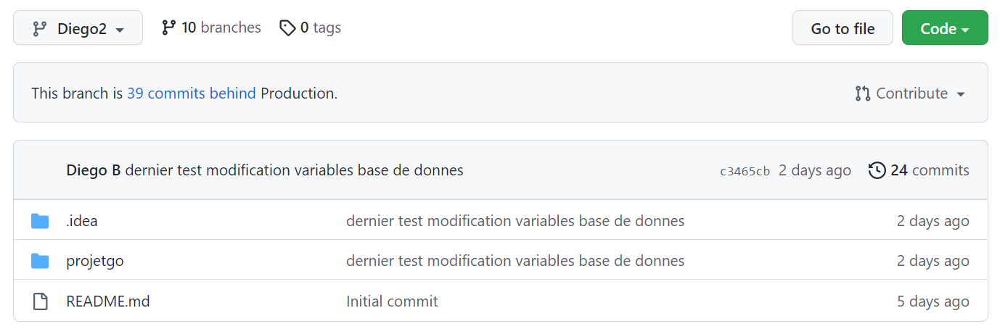 Diego2 10 branches 0 tags Go to file Code
This branch is 39 commits behind Production. Contribute
Diego B dernier test modification variables base de donnes c3465cb 2 days ago 24 commits
.idea dernier test modification variables base de donnes 2 days ago
projetgo dernier test modification variables base de donnes 2 days ago
README.md Initial commit 5 days ago